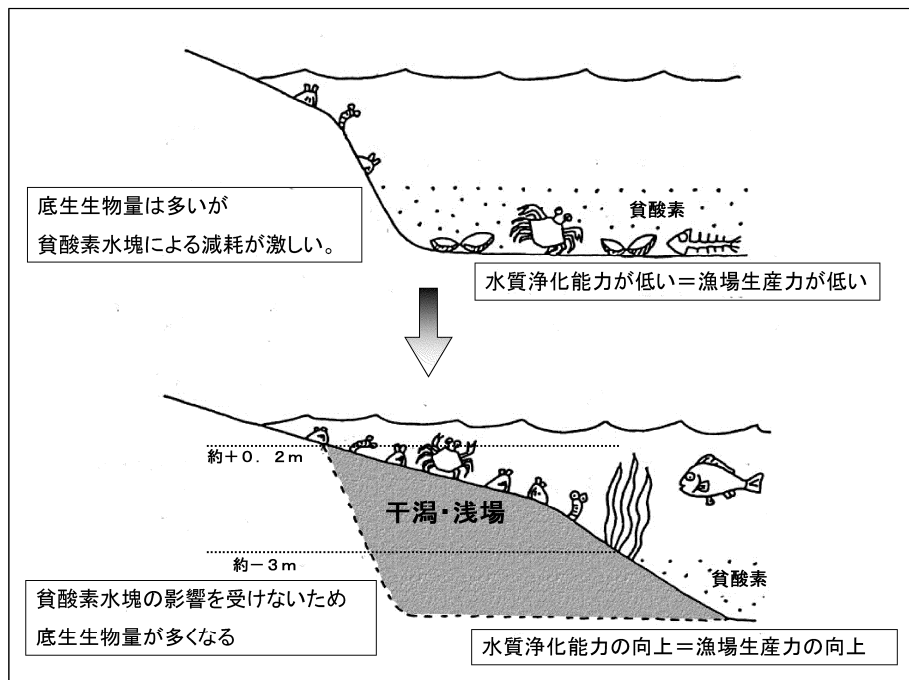 底生生物量は多いが
貧酸素水塊による減耗が激しい。
貧酸素
水質浄化能力が低い＝漁場生産力が低い
約＋０．２ｍ
干潟・浅場
約－３ｍ
貧酸素
貧酸素水塊の影響を受けないため
底生生物量が多くなる
水質浄化能力の向上＝漁場生産力の向上